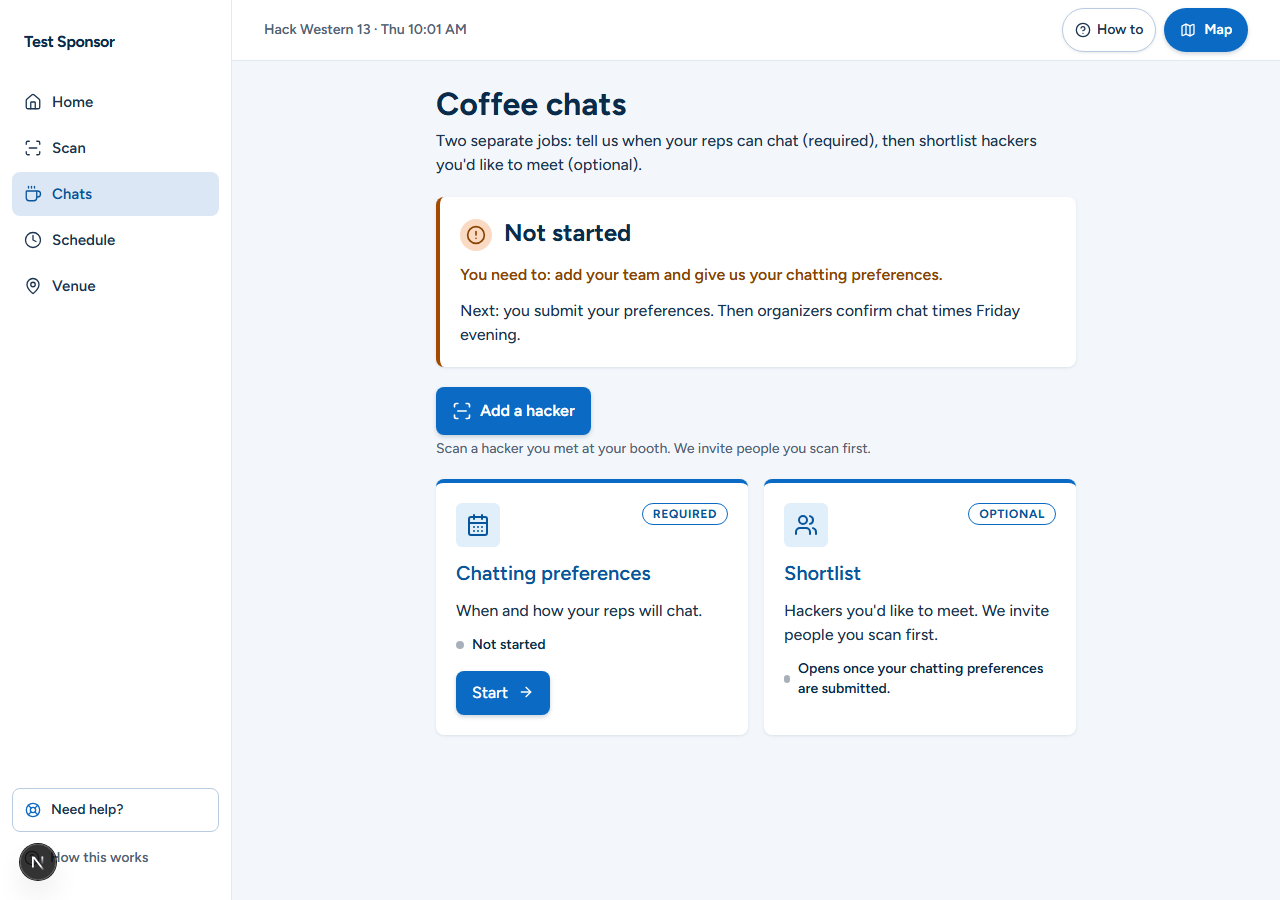 Test Sponsor
Home
Scan
Chats
Schedule
Venue
Need help?
How this works
N
Hack Western 13 · Thu 10:01 AM
How to
Map
Coffee chats
Two separate jobs: tell us when your reps can chat (required), then shortlist hackers
you'd like to meet (optional).
Not started
You need to: add your team and give us your chatting preferences.
Next: you submit your preferences. Then organizers confirm chat times Friday
evening.
Add a hacker
Scan a hacker you met at your booth. We invite people you scan first.
REQUIRED
Chatting preferences
When and how your reps will chat.
Not started
Start
OPTIONAL
Shortlist
Hackers you'd like to meet. We invite
people you scan first.
Opens once your chatting preferences
are submitted.